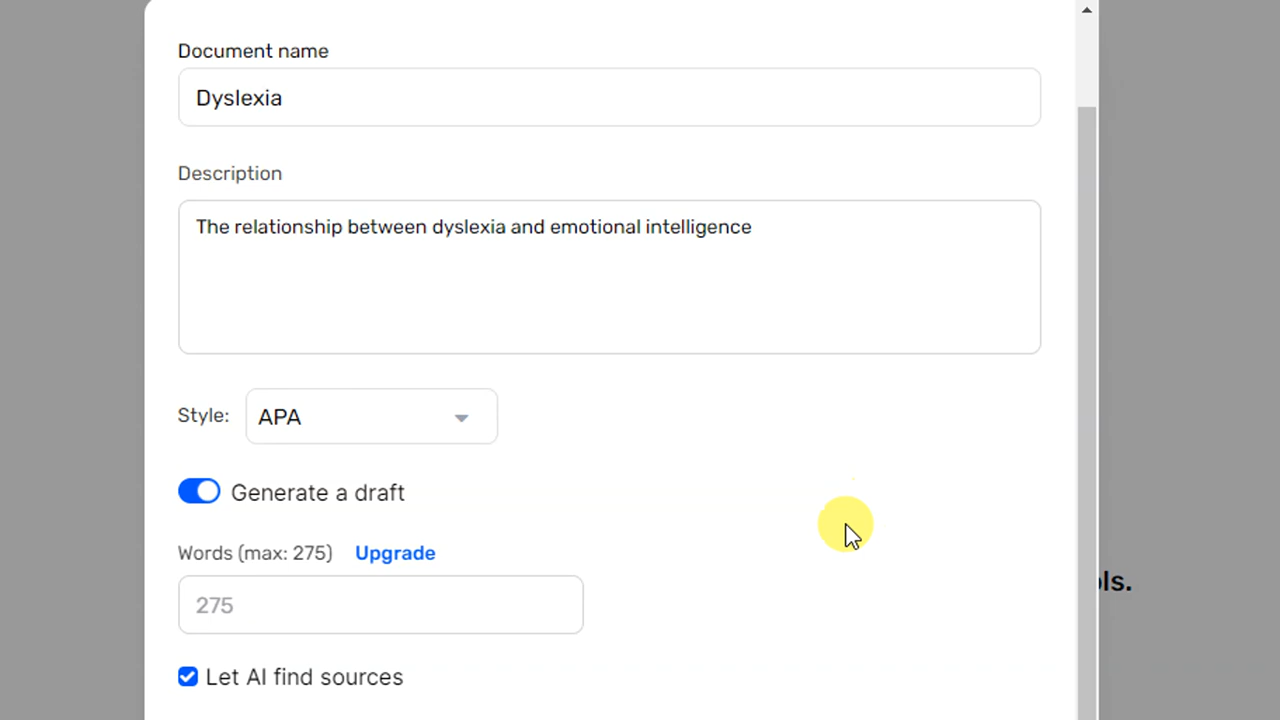 Document name
Dyslexia
Description
The relationship between dyslexia and emotional intelligence
Style: APA
Generate a draft
Words (max: 275) Upgrade
ols.
275
Let AI find sources